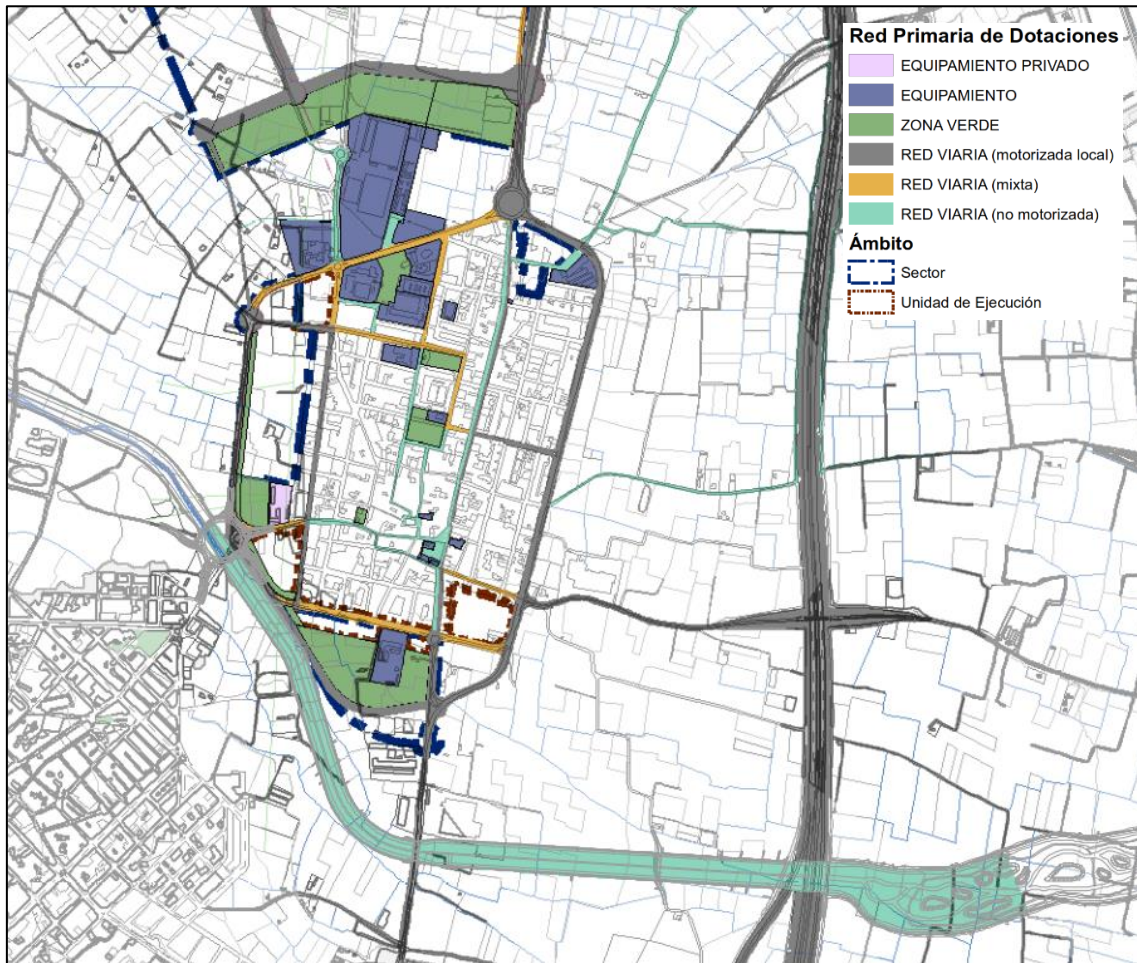 Red Primaria de Dotaciones
EQUIPAMIENTO PRIVADO
EQUIPAMIENTO
ZONA VERDE
RED VIARIA (motorizada local)
RED VIARIA (mixta)
RED VIARIA (no motorizada)
Ámbito
Sector
Unidad de Ejecución